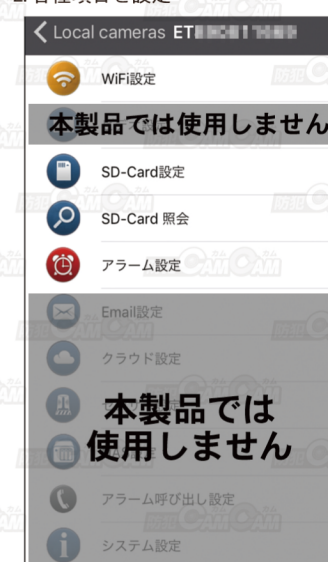 Local cameras ET
WiFi設定
本製品では使用しません
SD-Card設定
SD-Card 照会
アラーム設定
Email設定
クラウド設定
本製品では
使用しません
アラーム呼び出し設定
システム設定
防犯 CAMCAM